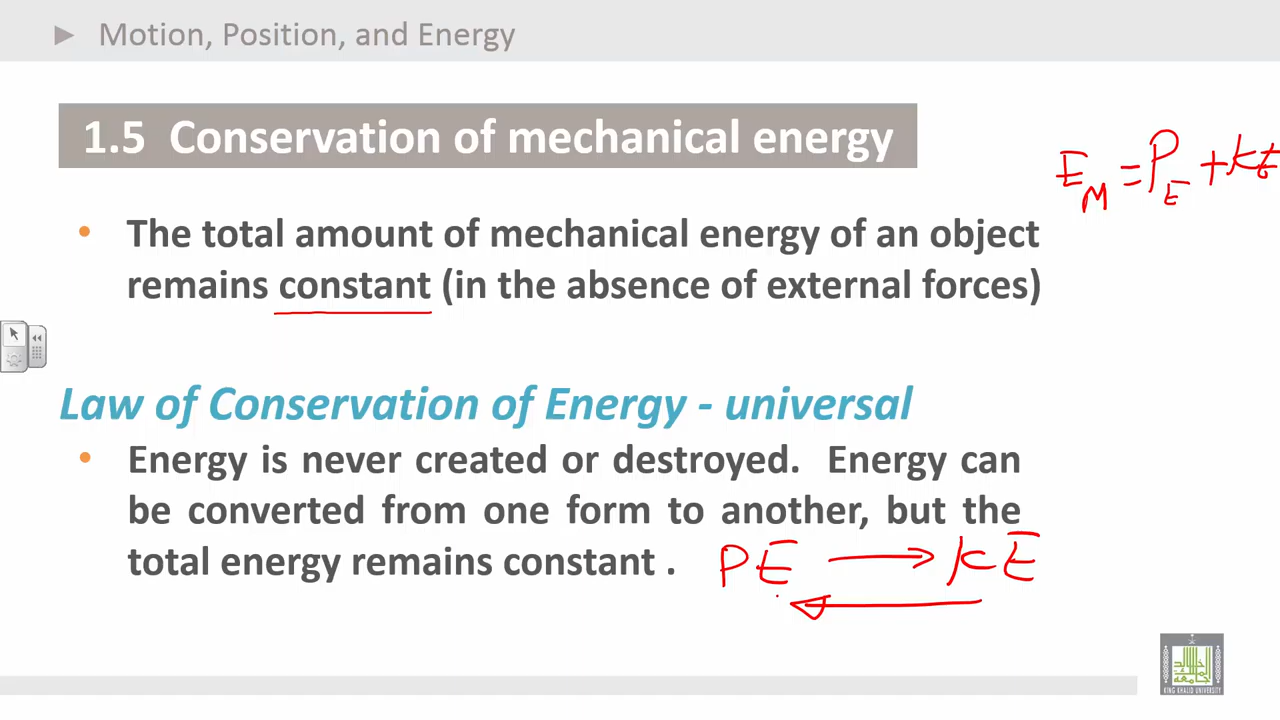 Motion, Position, and Energy
1.5 Conservation of mechanical energy
E_M = P_E + KE
• The total amount of mechanical energy of an object
remains constant (in the absence of external forces)
Law of Conservation of Energy - universal
• Energy is never created or destroyed. Energy can
be converted from one form to another, but the
total energy remains constant .
PE → KE
KING KHALID UNIVERSITY